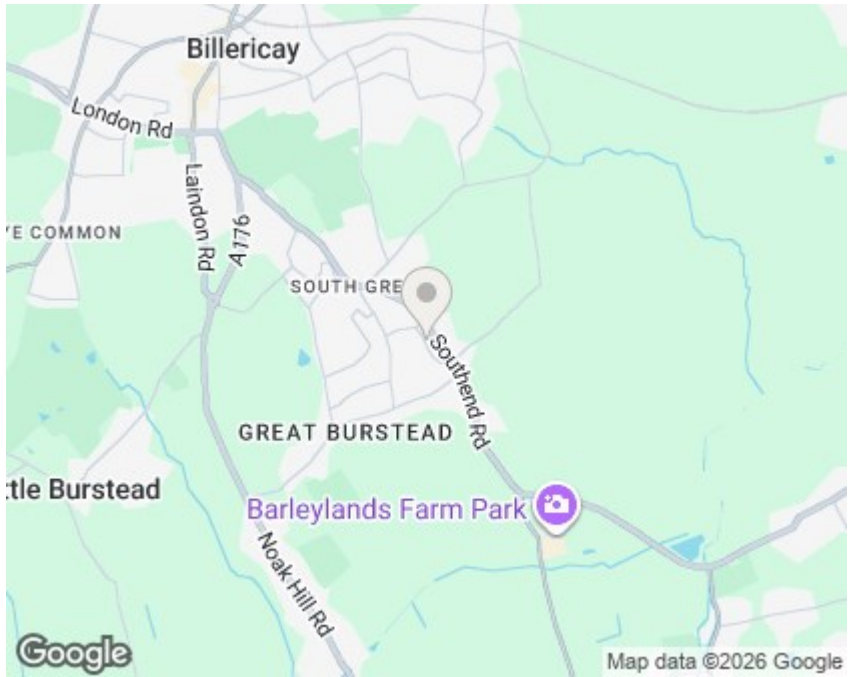 Billericay
London Rd
Laindon Rd
A176
YE COMMON
SOUTH GRE
Southend Rd
GREAT BURSTEAD
ttle Burstead
Barleylands Farm Park
Noak Hill Rd
Google
Map data ©2026 Google